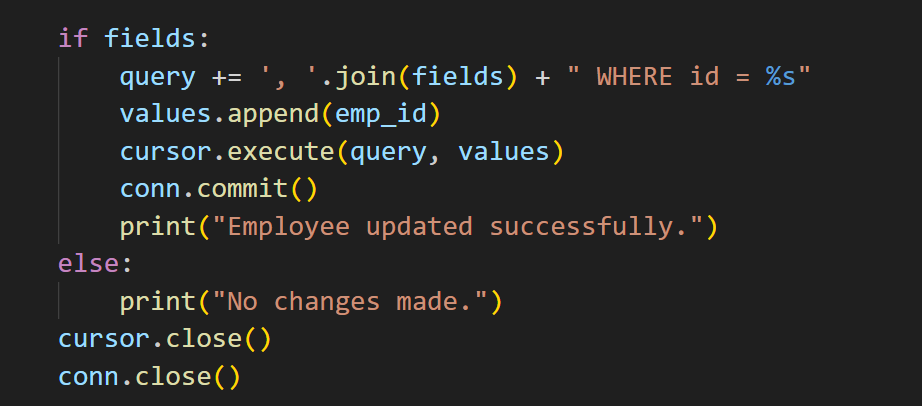 if fields:
    query += ', '.join(fields) + " WHERE id = %s"
    values.append(emp_id)
    cursor.execute(query, values)
    conn.commit()
    print("Employee updated successfully.")
else:
    print("No changes made.")
cursor.close()
conn.close()